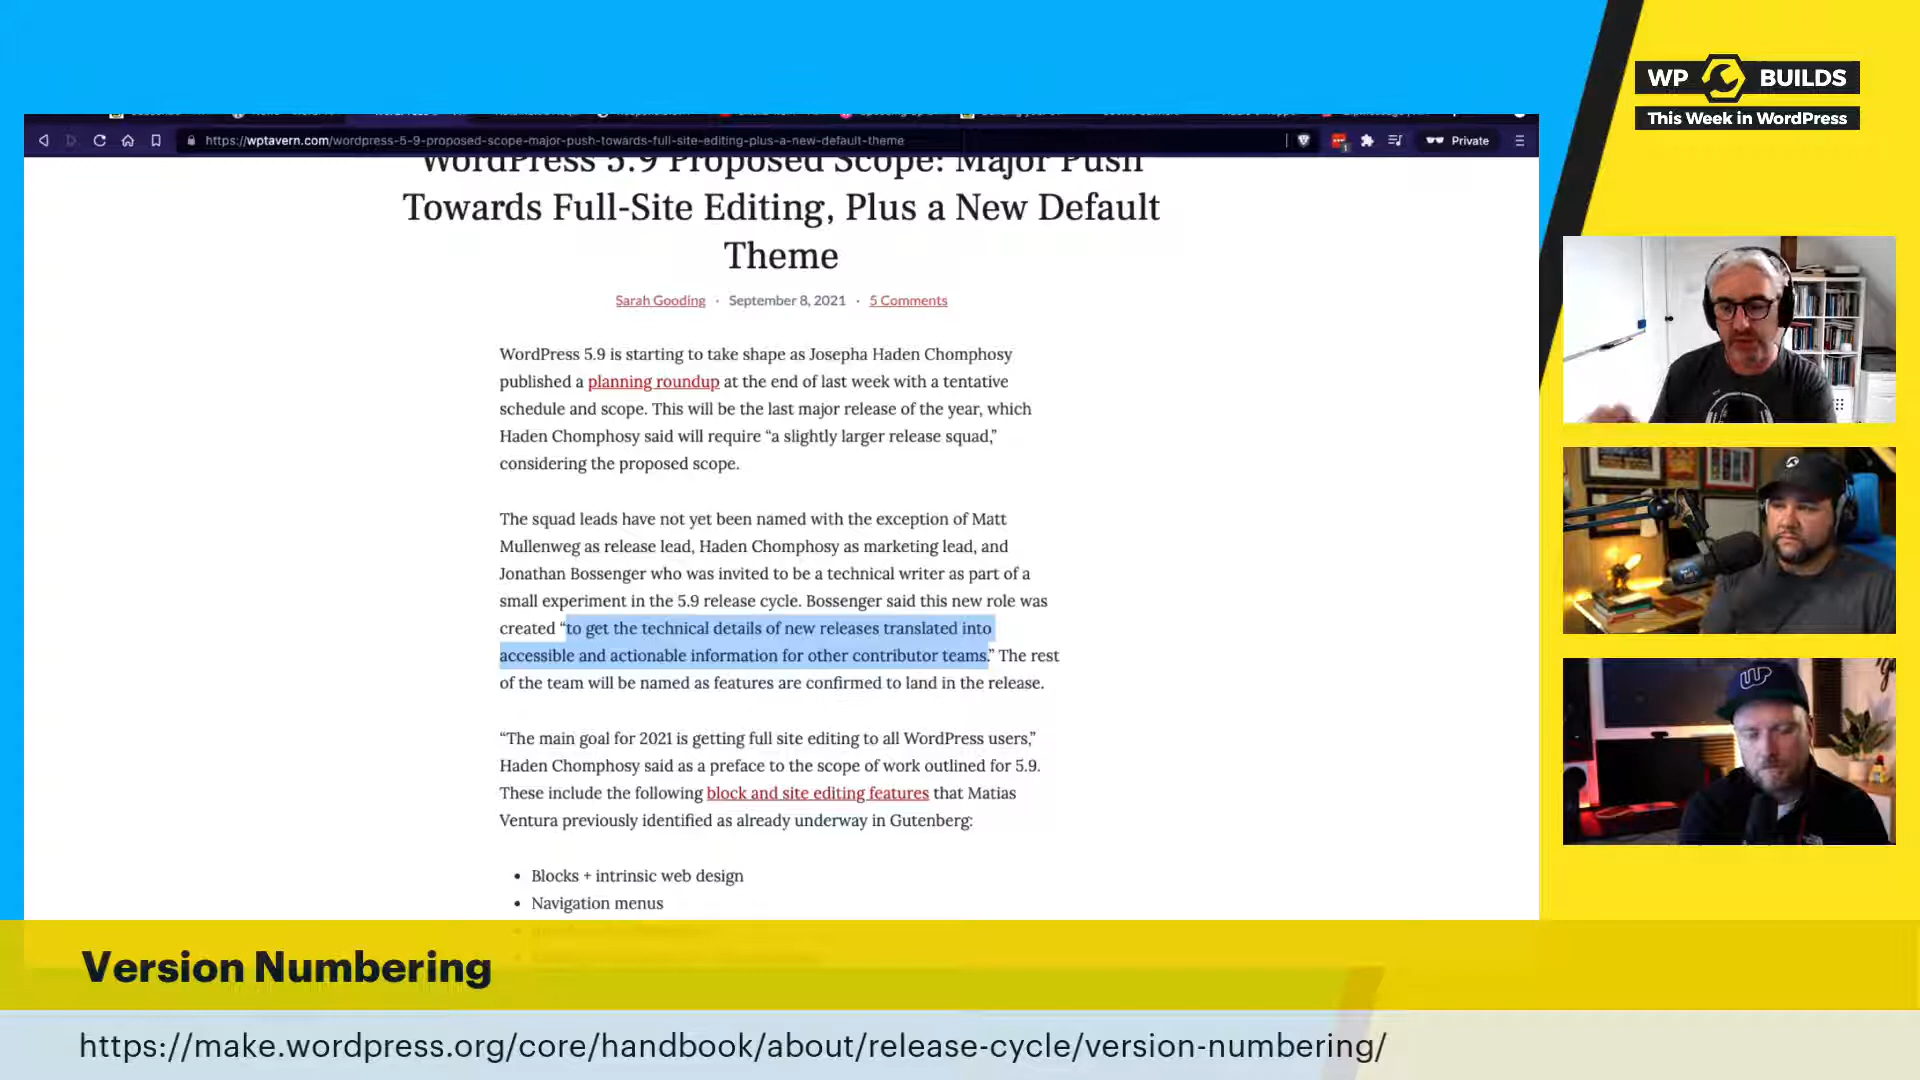 WP BUILDS
This Week in WordPress
https://wptavern.com/wordpress-5-9-proposed-scope-major-push-towards-full-site-editing-plus-a-new-default-theme
1
Private
WordPress 5.9 Proposed Scope: Major Push
Towards Full-Site Editing, Plus a New Default
Theme
Sarah Gooding · September 8, 2021 · 5 Comments
WordPress 5.9 is starting to take shape as Josepha Haden Chomphosy
published a planning roundup at the end of last week with a tentative
schedule and scope. This will be the last major release of the year, which
Haden Chomphosy said will require “a slightly larger release squad,”
considering the proposed scope.
The squad leads have not yet been named with the exception of Matt
Mullenweg as release lead, Haden Chomphosy as marketing lead, and
Jonathan Bossenger who was invited to be a technical writer as part of a
small experiment in the 5.9 release cycle. Bossenger said this new role was
created “to get the technical details of new releases translated into
accessible and actionable information for other contributor teams.” The rest
of the team will be named as features are confirmed to land in the release.
“The main goal for 2021 is getting full site editing to all WordPress users,”
Haden Chomphosy said as a preface to the scope of work outlined for 5.9.
These include the following block and site editing features that Matias
Ventura previously identified as already underway in Gutenberg:
• Blocks + intrinsic web design
• Navigation menus
Version Numbering
https://make.wordpress.org/core/handbook/about/release-cycle/version-numbering/